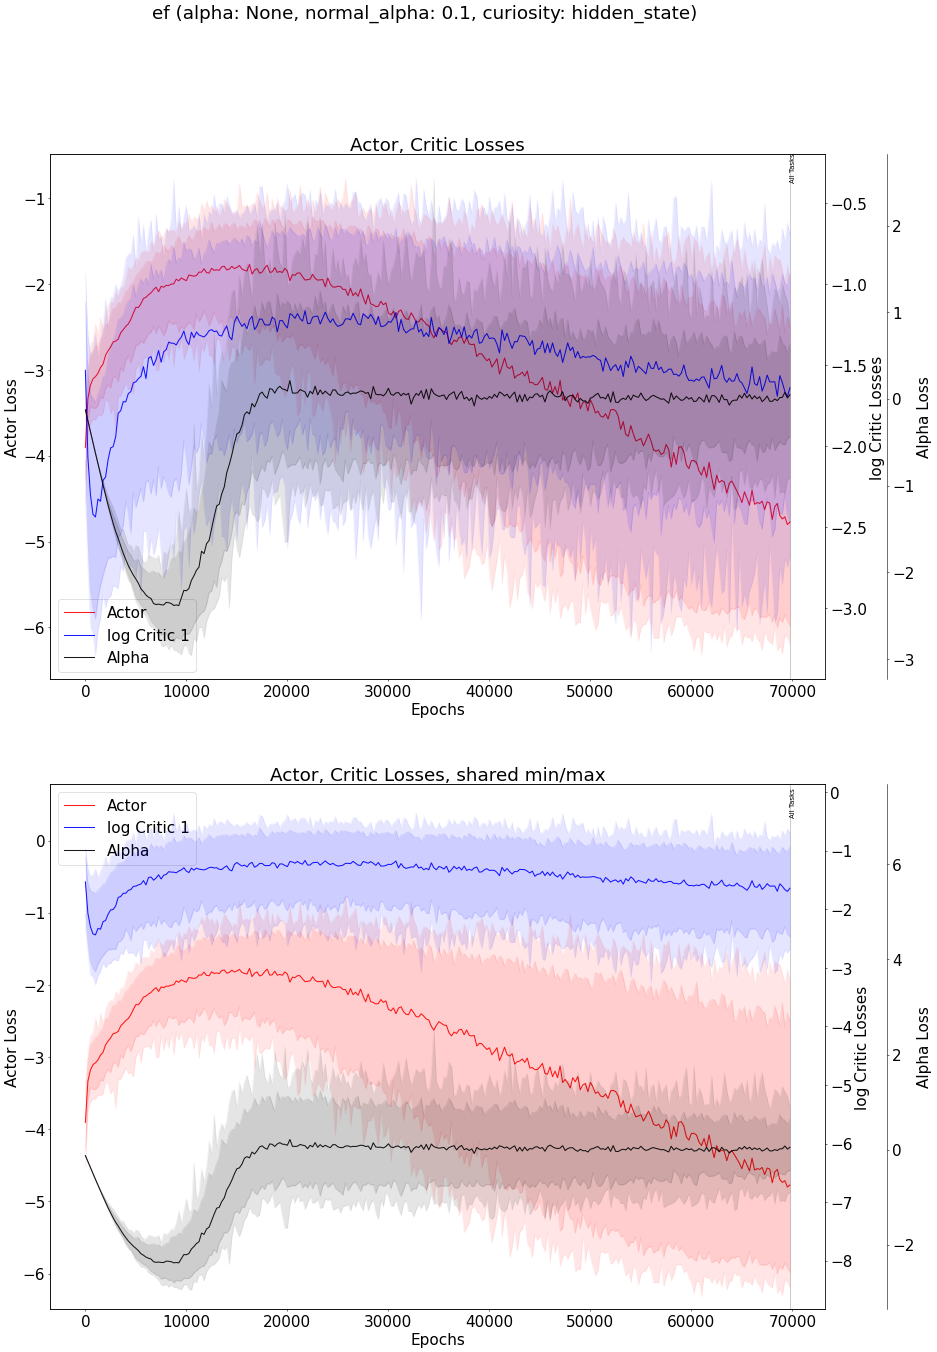 ef (alpha: None, normal_alpha: 0.1, curiosity: hidden_state)
Actor, Critic Losses
All Tasks
−1
−2
−3
−4
−5
−6
Actor Loss
−0.5
−1.0
−1.5
−2.0
−2.5
−3.0
log Critic Losses
2
1
0
−1
−2
−3
Alpha Loss
Actor
log Critic 1
Alpha
0
10000
20000
30000
40000
50000
60000
70000
Epochs
Actor, Critic Losses, shared min/max
All Tasks
Actor
log Critic 1
Alpha
0
−1
−2
−3
−4
−5
−6
Actor Loss
0
−1
−2
−3
−4
−5
−6
−7
−8
log Critic Losses
6
4
2
0
−2
Alpha Loss
0
10000
20000
30000
40000
50000
60000
70000
Epochs